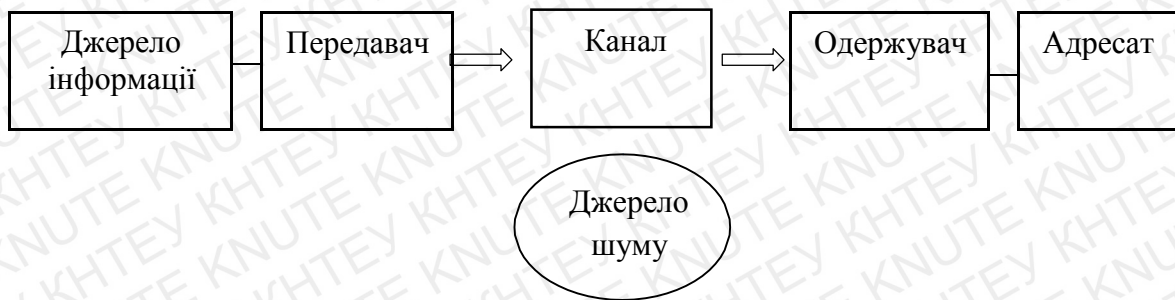 Джерело
інформації
Передавач
Канал
Одержувач
Адресат
Джерело
шуму